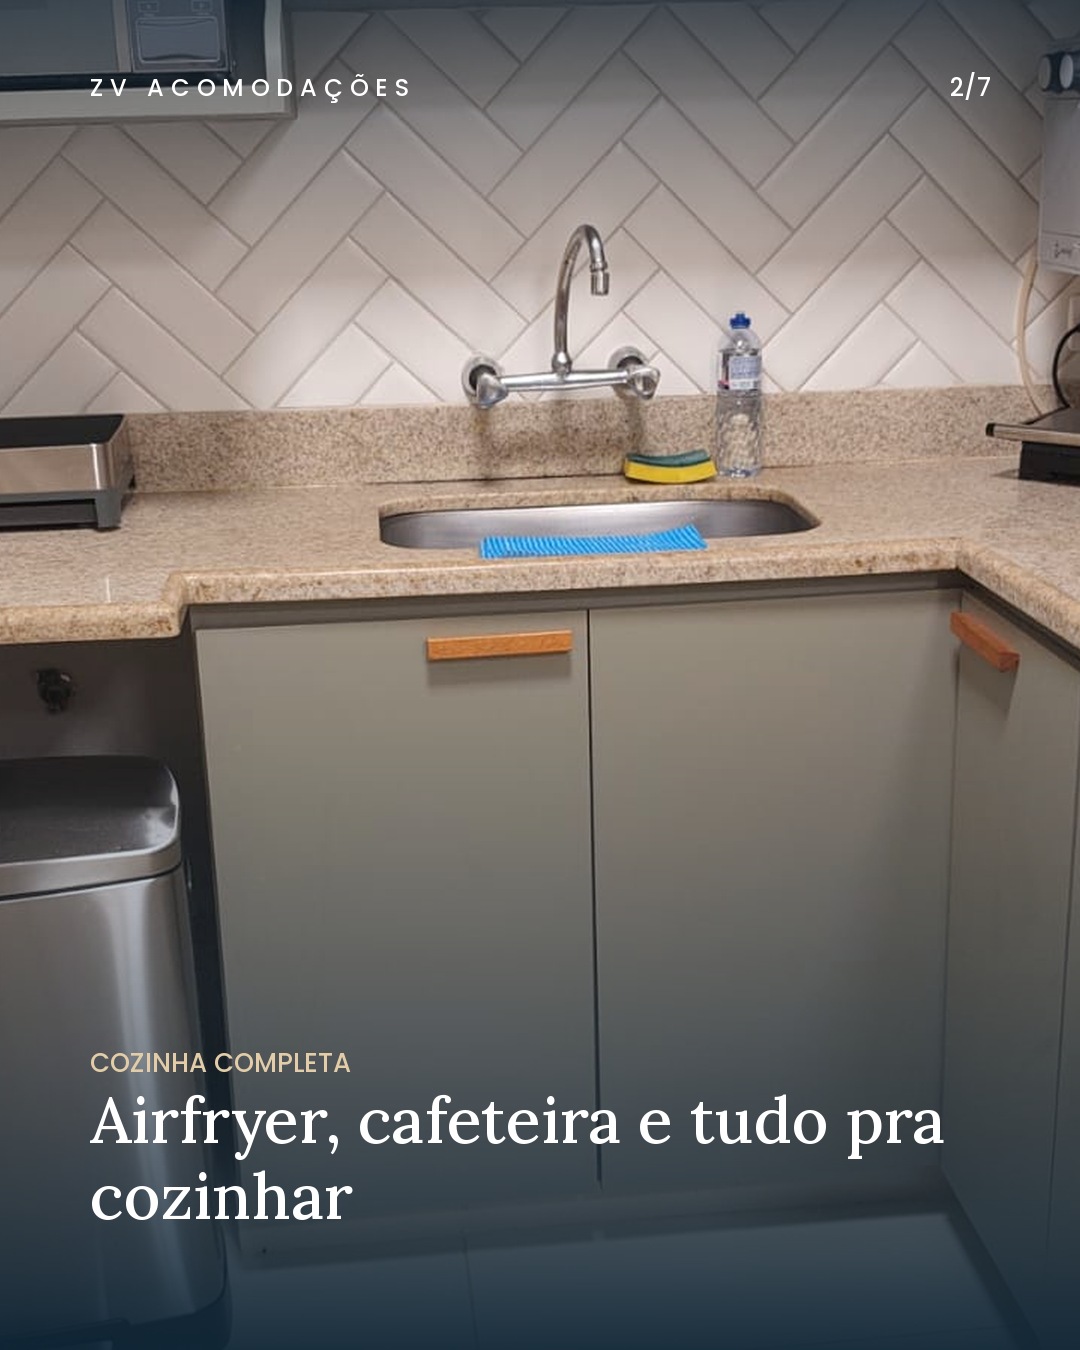 ZV ACOMODAÇÕES
2/7
COZINHA COMPLETA
Airfryer, cafeteira e tudo pra
cozinhar